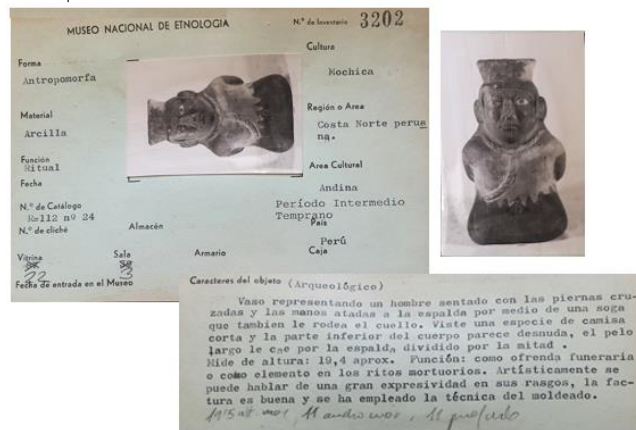 MUSEO NACIONAL DE ETNOLOGIA
N.º de Inventario 3202
Forma
Antropomorfa
Material
Arcilla
Función
Ritual
Fecha
N.º de Catálogo
N.º de cliché
Almacén
Vitrina
22
Sala
3
Armario
Fecha de entrada en el Museo
Cultura
Mochica
Región o Area
Costa Norte perua
na.
Area Cultural
Andina
Período Intermedio
Temprano
País
Perú
Caja
Caracteres del objeto (Arqueológico)
Vaso representando un hombre sentado con las piernas cru-
zadas y las manos atadas a la espalda por medio de una soga
que tambien le rodea el cuello. Viste una especie de camisa
corta y la parte inferior del cuerpo parece desnuda, el pelo
largo le cae por la espalda dividido por la mitad .
Mide de altura: 19,4 aprox. Función: como ofrenda funeraria
o como elemento en los ritos mortuorios. Artísticamente se
puede hablar de una gran expresividad en sus rasgos, la fac-
tura es buena y se ha empleado la técnica del moldeado.